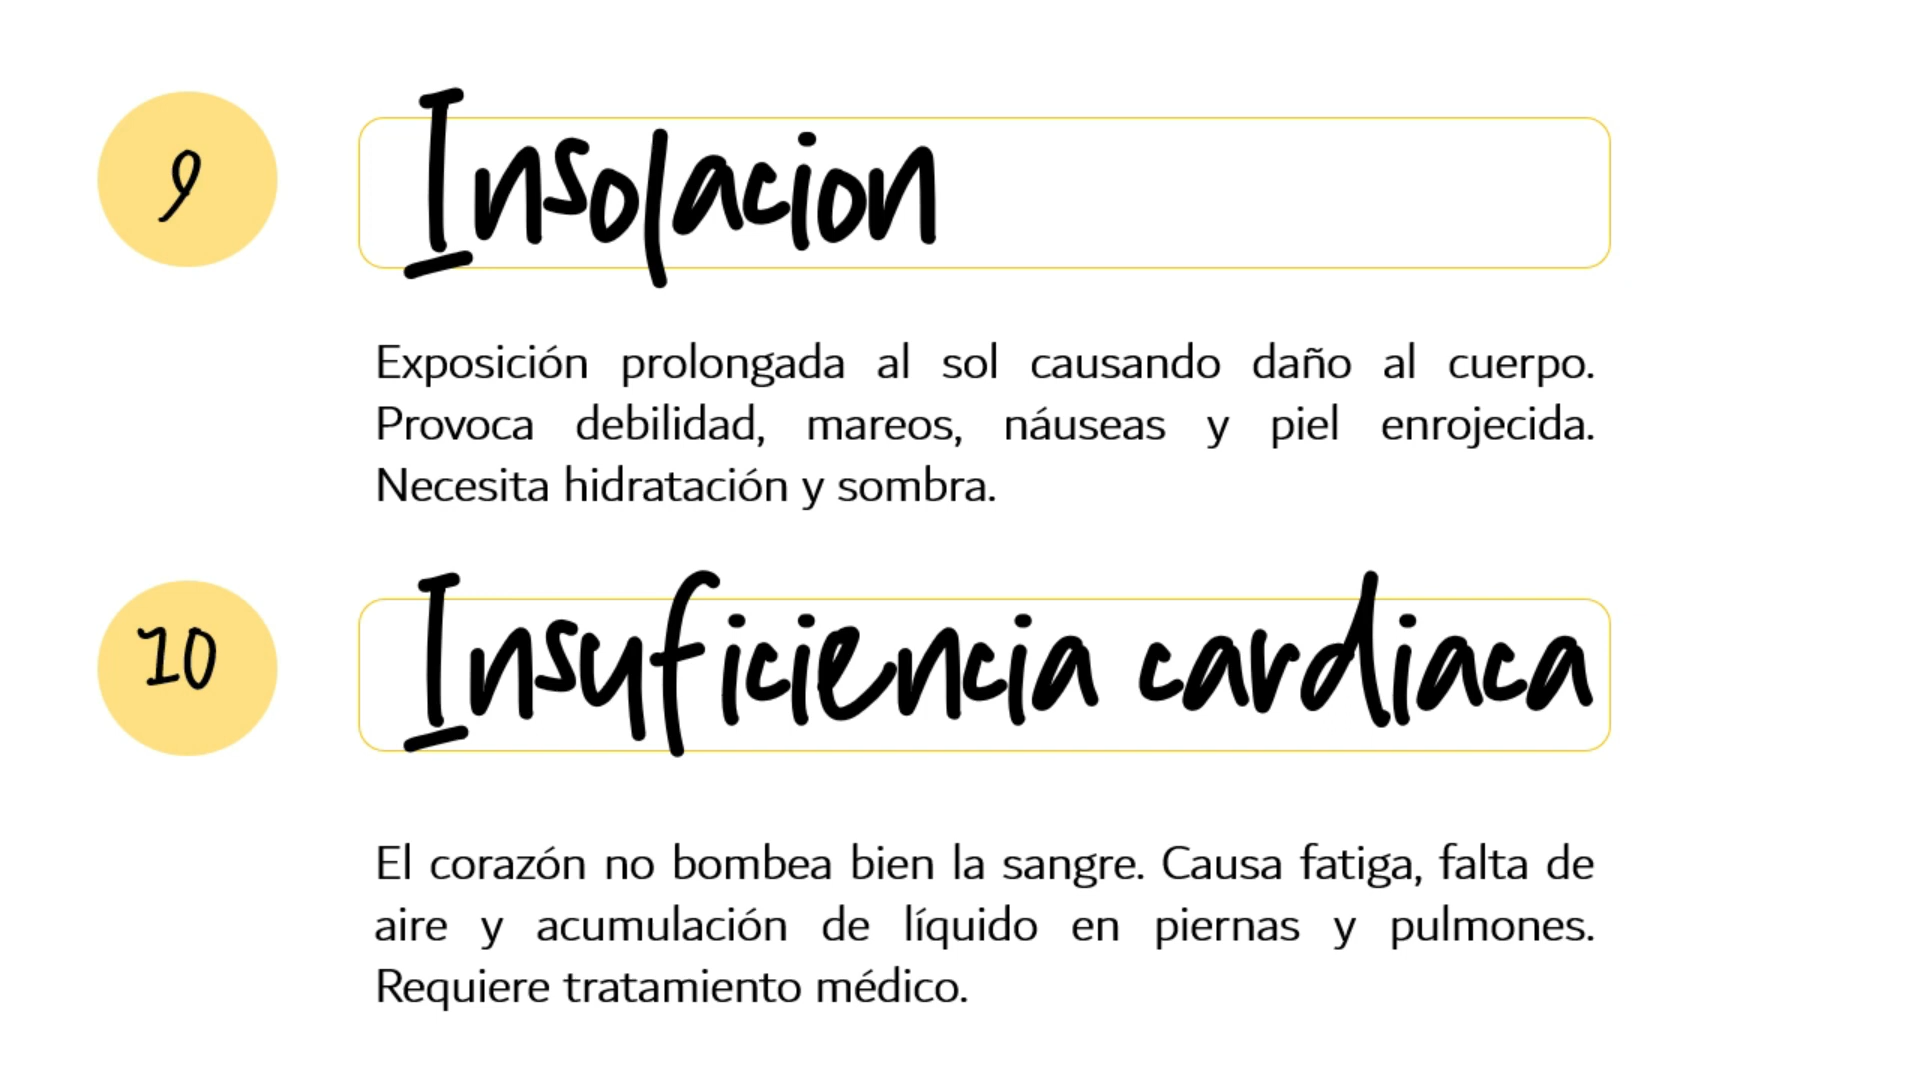 9
Insolacion
Exposición prolongada al sol causando daño al cuerpo.
Provoca debilidad, mareos, náuseas y piel enrojecida.
Necesita hidratación y sombra.
10
Insuficiencia cardiaca
El corazón no bombea bien la sangre. Causa fatiga, falta de
aire y acumulación de líquido en piernas y pulmones.
Requiere tratamiento médico.